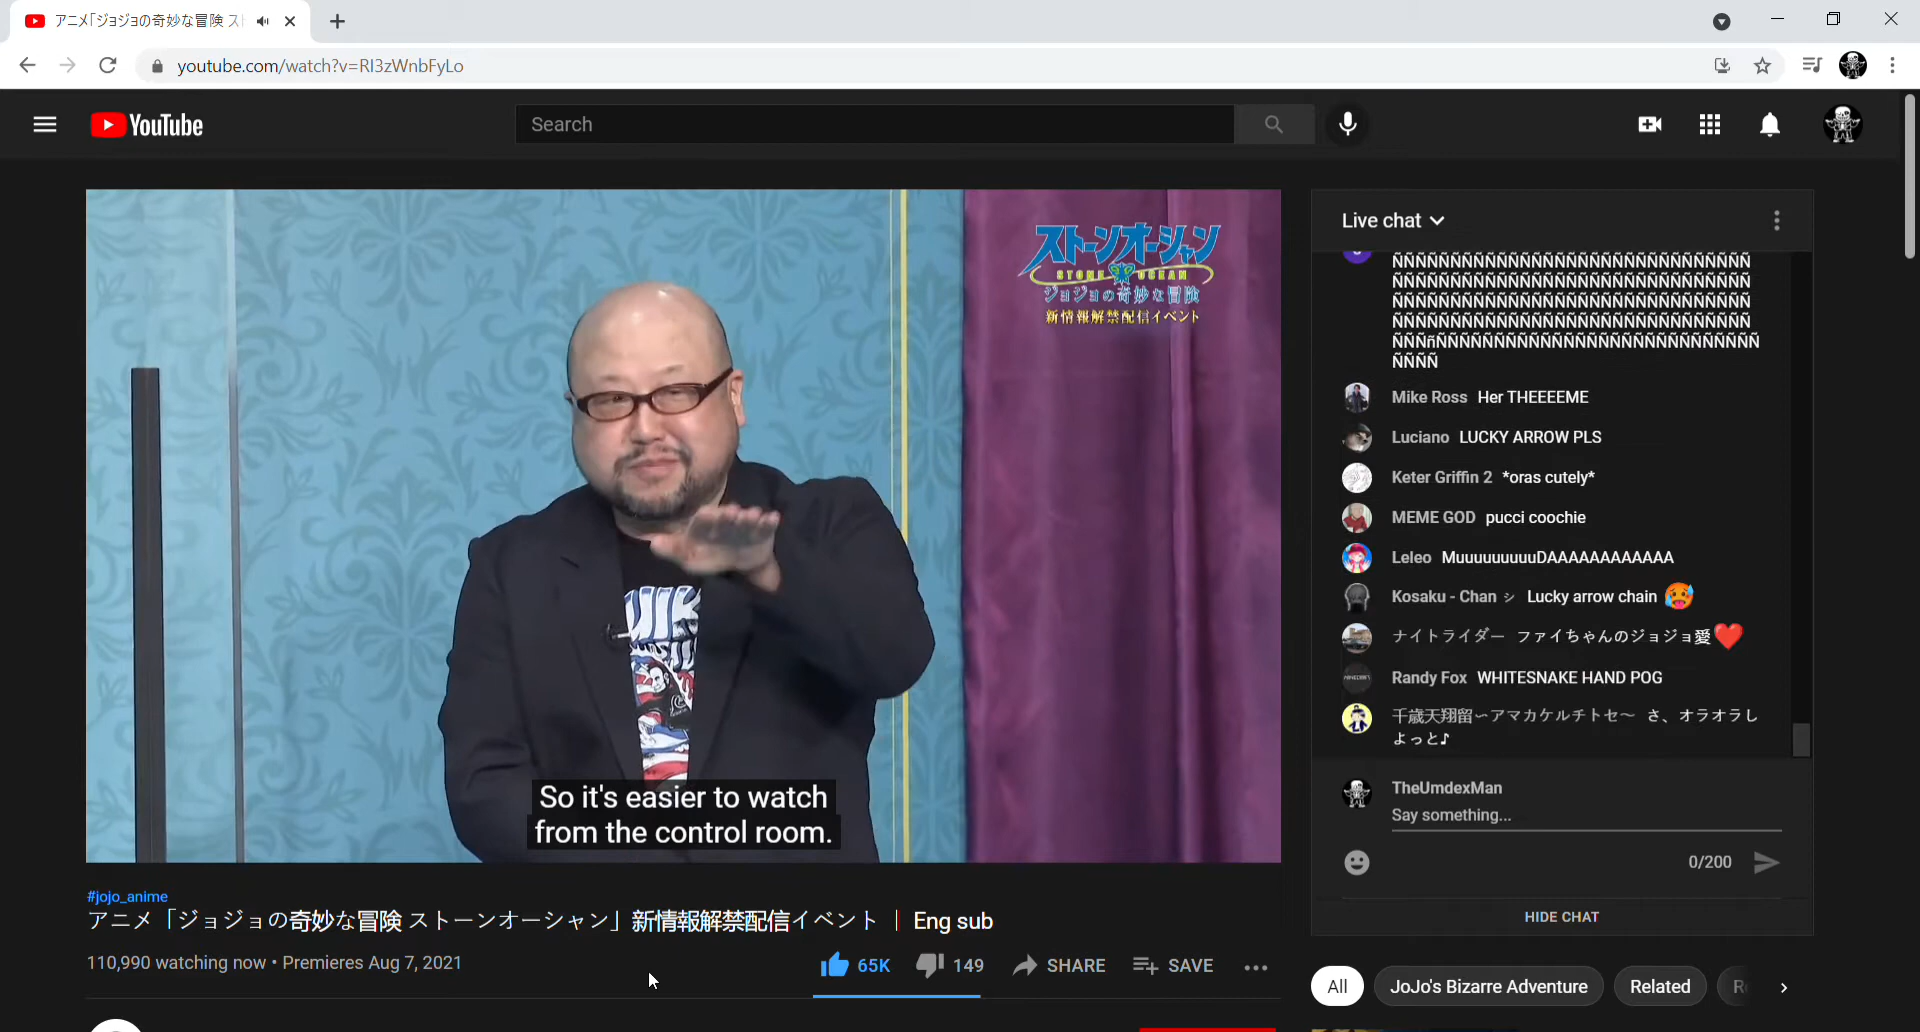 アニメ「ジョジョの奇妙な冒険 ス
youtube.com/watch?v=RI3zWnbFyLo
YouTube
Search
ストーンオーシャン
STONE OCEAN
ジョジョの奇妙な冒険
新情報解禁配信イベント
So it's easier to watch
from the control room.
#jojo_anime
アニメ「ジョジョの奇妙な冒険 ストーンオーシャン」新情報解禁配信イベント ｜ Eng sub
110,990 watching now • Premieres Aug 7, 2021
65K
149
SHARE
SAVE
Live chat
Mike Ross Her THEEEEME
Luciano LUCKY ARROW PLS
Keter Griffin 2 *oras cutely*
MEME GOD pucci coochie
Leleo MuuuuuuuuuDAAAAAAAAAAAA
Kosaku - Chan シ Lucky arrow chain 🥵
ナイトライダー ファイちゃんのジョジョ愛❤️
Randy Fox WHITESNAKE HAND POG
千歳天翔留∽アマカケルチトセ～ さ、オラオラし
よっと♪
TheUmdexMan
Say something...
0/200
HIDE CHAT
All
JoJo's Bizarre Adventure
Related